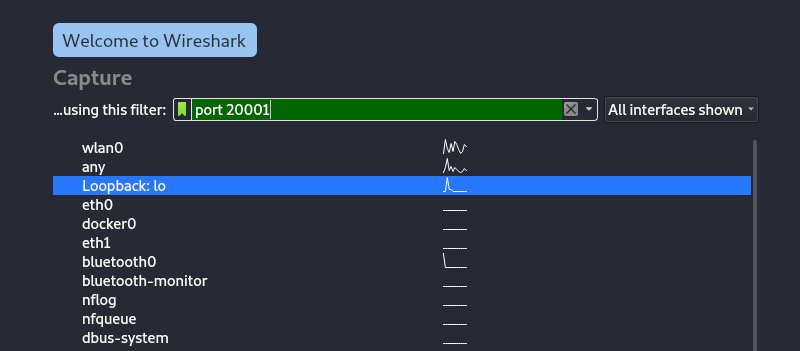 Welcome to Wireshark
Capture
...using this filter: port 20001 All interfaces shown
wlan0
any
Loopback: lo
eth0
docker0
eth1
bluetooth0
bluetooth-monitor
nflog
nfqueue
dbus-system